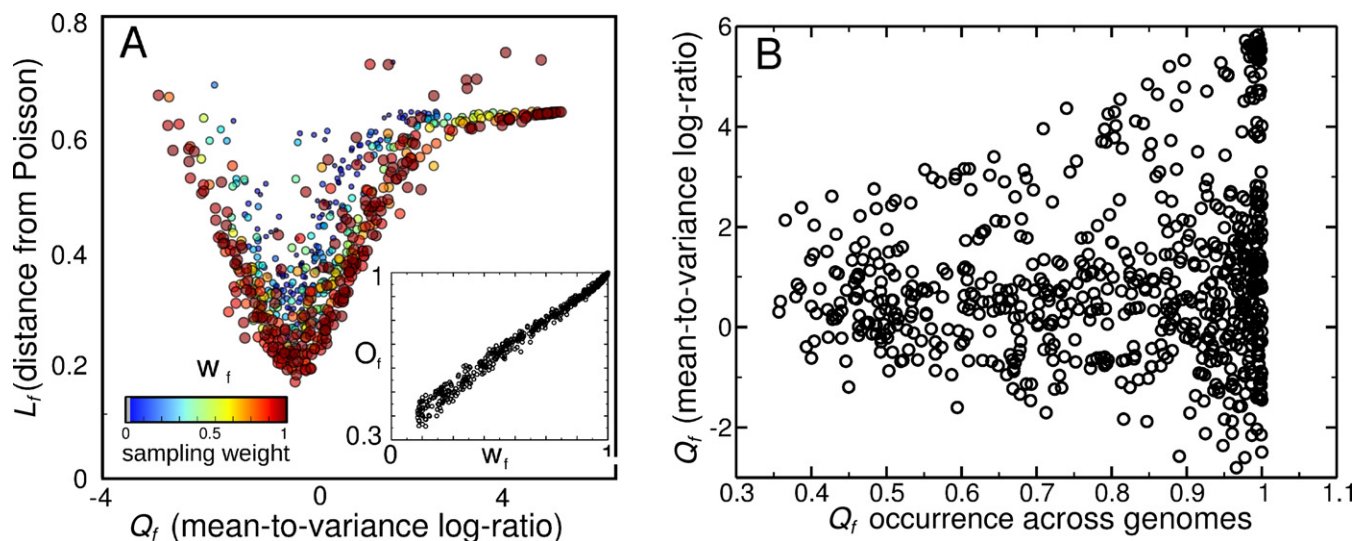 A
L_f (distance from Poisson)
0.8
0.6
0.4
0.2
0
w_f
0 0.5 1
sampling weight
1
O_f
0.3
0 w_f 1
-4 0 4
Q_f (mean-to-variance log-ratio)
B
Q_f (mean-to-variance log-ratio)
6
4
2
0
-2
0.3 0.4 0.5 0.6 0.7 0.8 0.9 1 1.1
Q_f occurrence across genomes